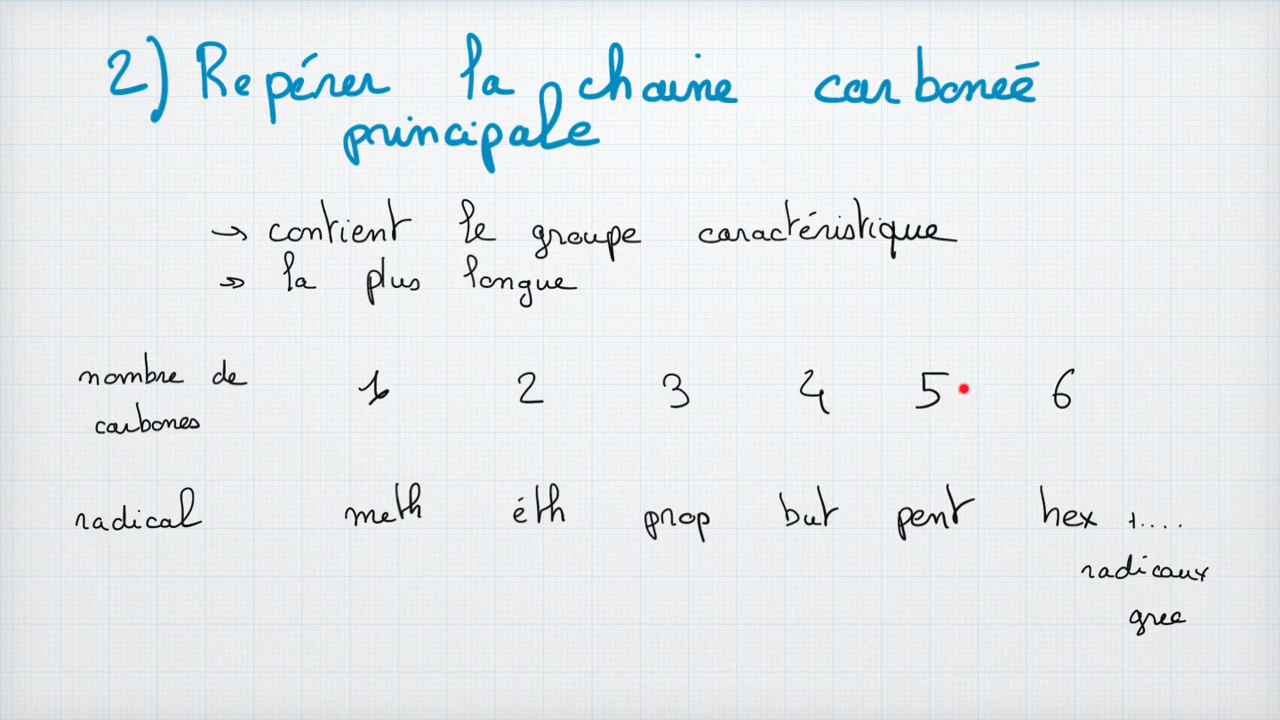 2) Repérer la chaine carboneé
principale
→ contient le groupe caractéristique
→ la plus longue
nombre de
carbones
1 2 3 4 5 6
radical meth éth prop but pent hex +....
radicaux
grec